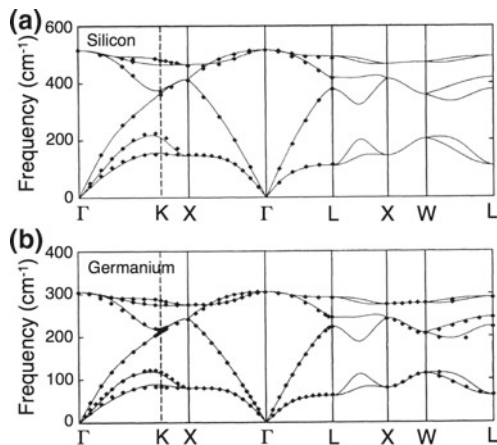 (a)
600
Silicon
400
200
0
Frequency (cm⁻¹)
Γ K X Γ L X W L
(b)
400
Germanium
300
200
100
0
Frequency (cm⁻¹)
Γ K X Γ L X W L